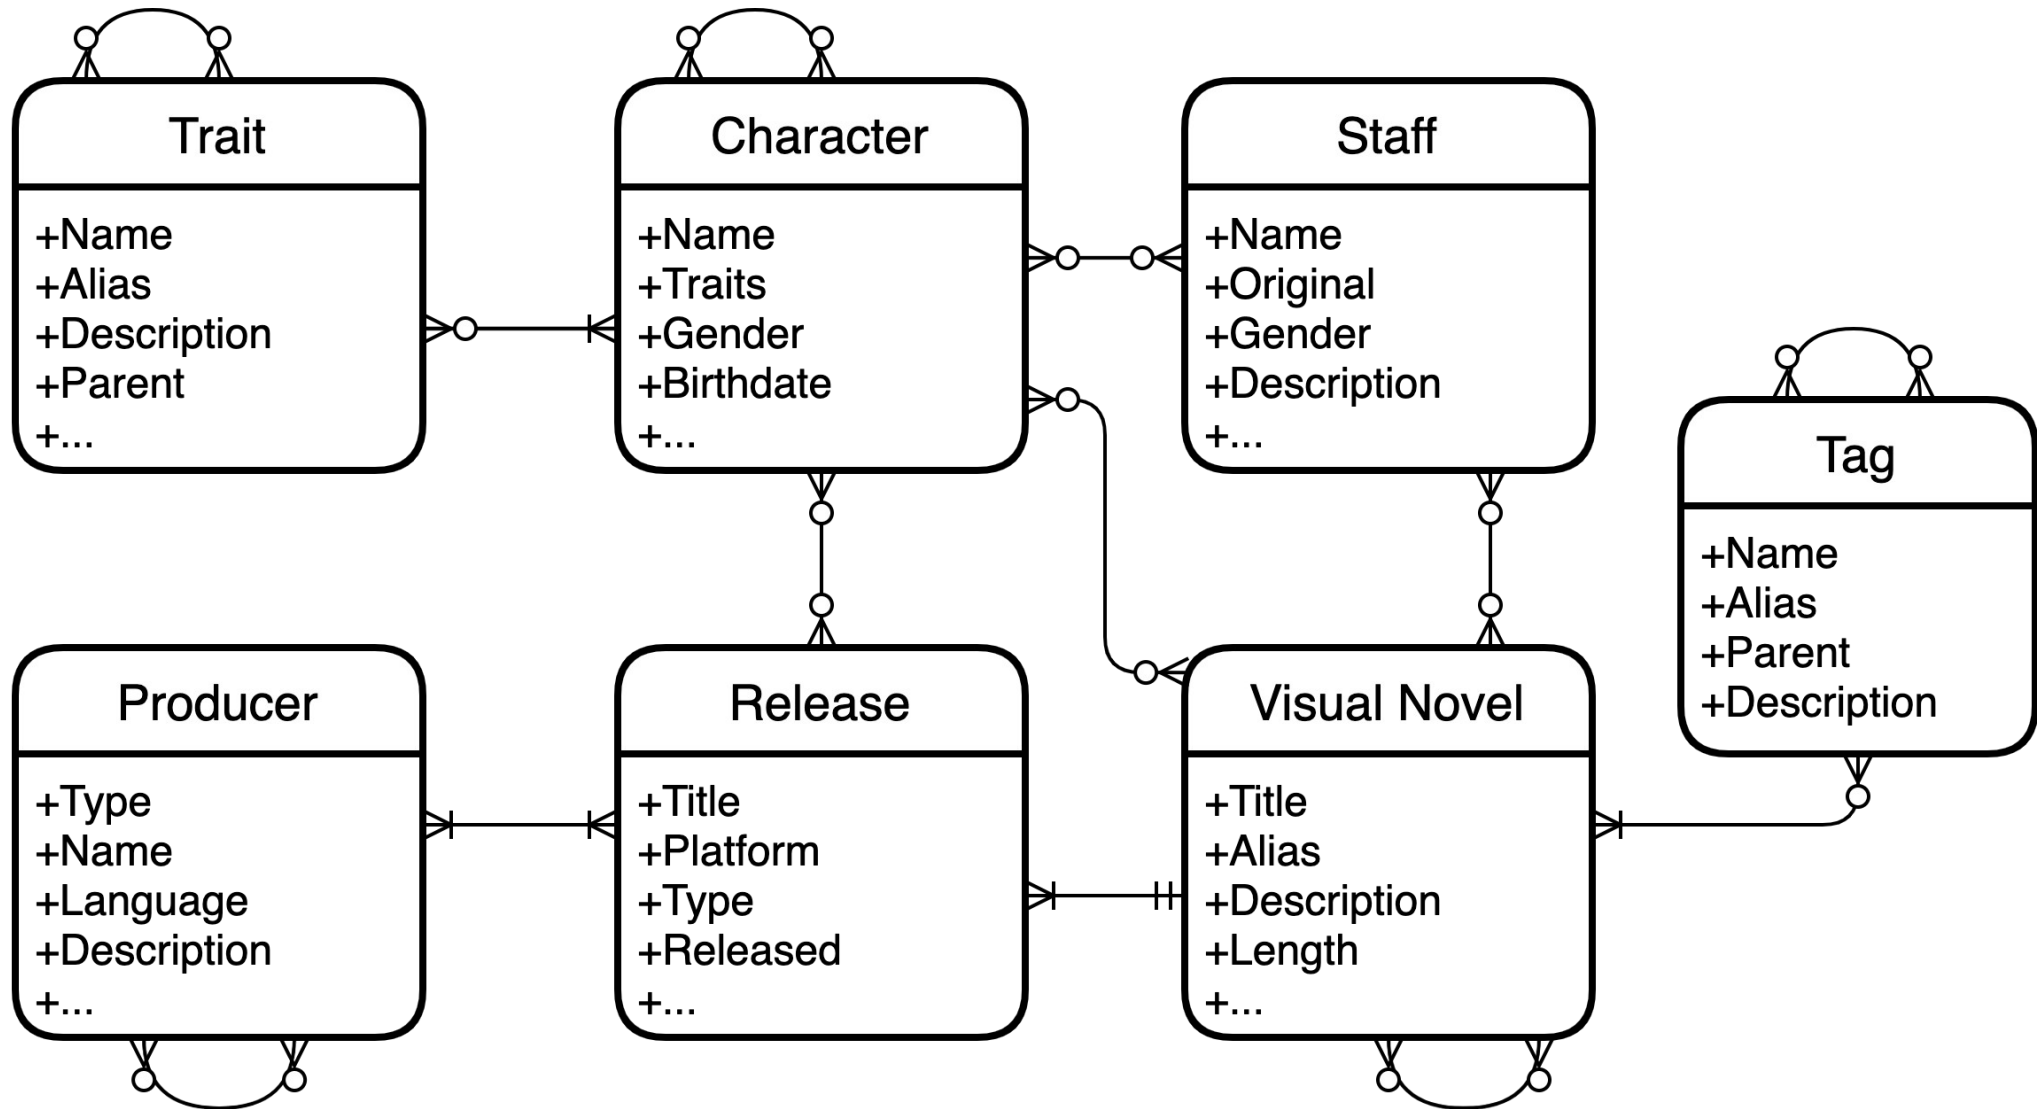 Trait
+Name
+Alias
+Description
+Parent
+...
Character
+Name
+Traits
+Gender
+Birthdate
+...
Staff
+Name
+Original
+Gender
+Description
+...
Tag
+Name
+Alias
+Parent
+Description
Producer
+Type
+Name
+Language
+Description
+...
Release
+Title
+Platform
+Type
+Released
+...
Visual Novel
+Title
+Alias
+Description
+Length
+...